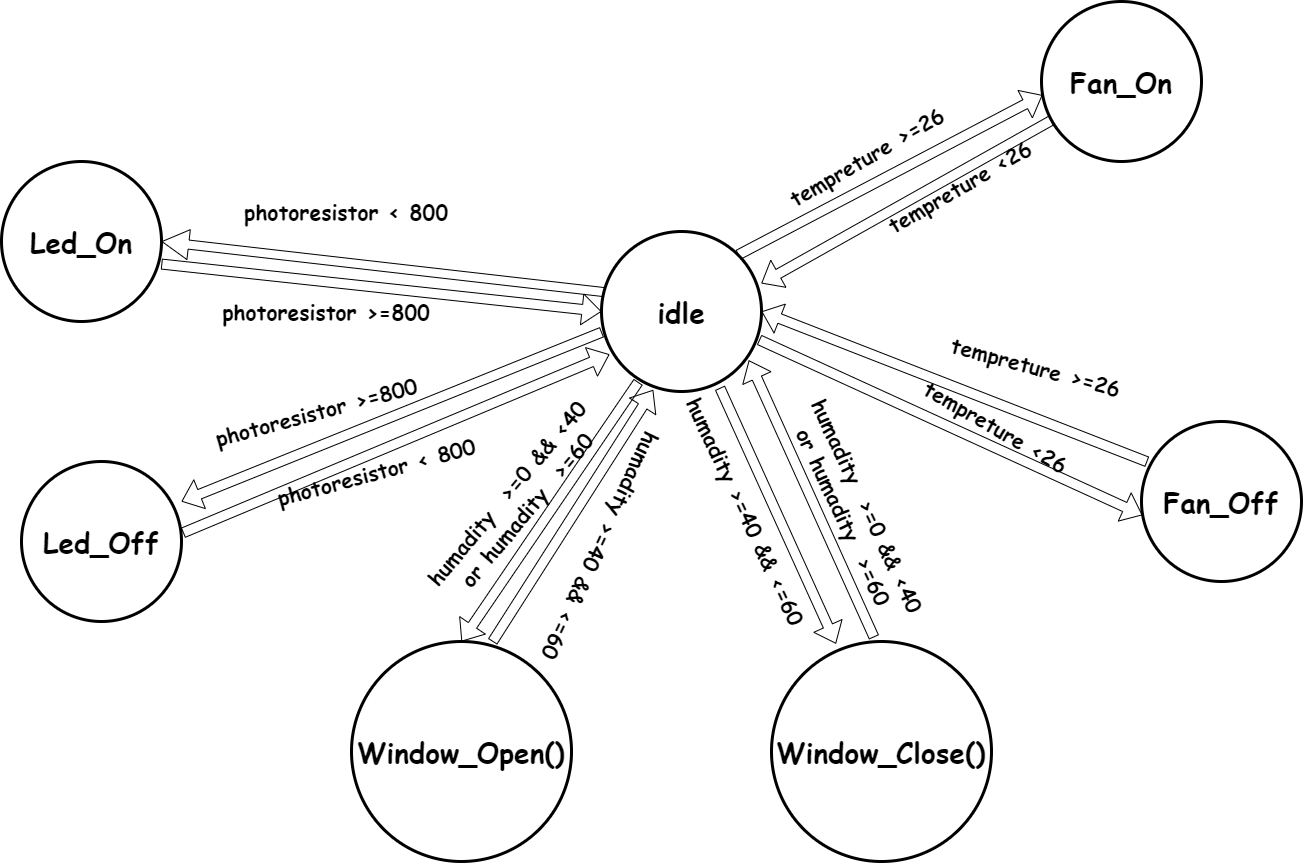 Fan_On
tempreture >=26
tempreture <26
Led_On
photoresistor < 800
photoresistor >=800
idle
tempreture >=26
tempreture <26
Fan_Off
photoresistor >=800
photoresistor < 800
Led_Off
humadity >=0 && <40
or humadity >=60
humadity >=40 && <=60
humadity >=40 && <=60
humadity >=0 && <40
or humadity >=60
Window_Open()
Window_Close()